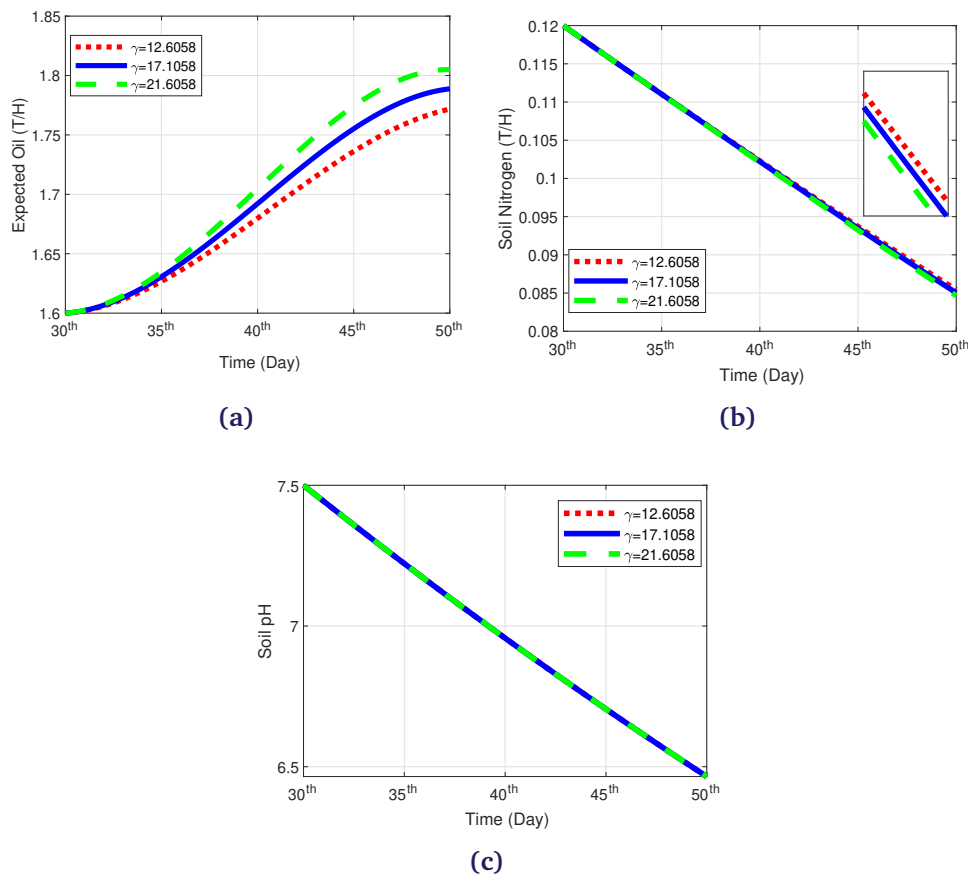 1.85
1.8
1.75
1.7
1.65
1.6
Expected Oil (T/H)
γ=12.6058
γ=17.1058
γ=21.6058
30th 35th 40th 45th 50th
Time (Day)
(a)
0.12
0.115
0.11
0.105
0.1
0.095
0.09
0.085
0.08
Soil Nitrogen (T/H)
γ=12.6058
γ=17.1058
γ=21.6058
30th 35th 40th 45th 50th
Time (Day)
(b)
7.5
7
6.5
Soil pH
γ=12.6058
γ=17.1058
γ=21.6058
30th 35th 40th 45th 50th
Time (Day)
(c)